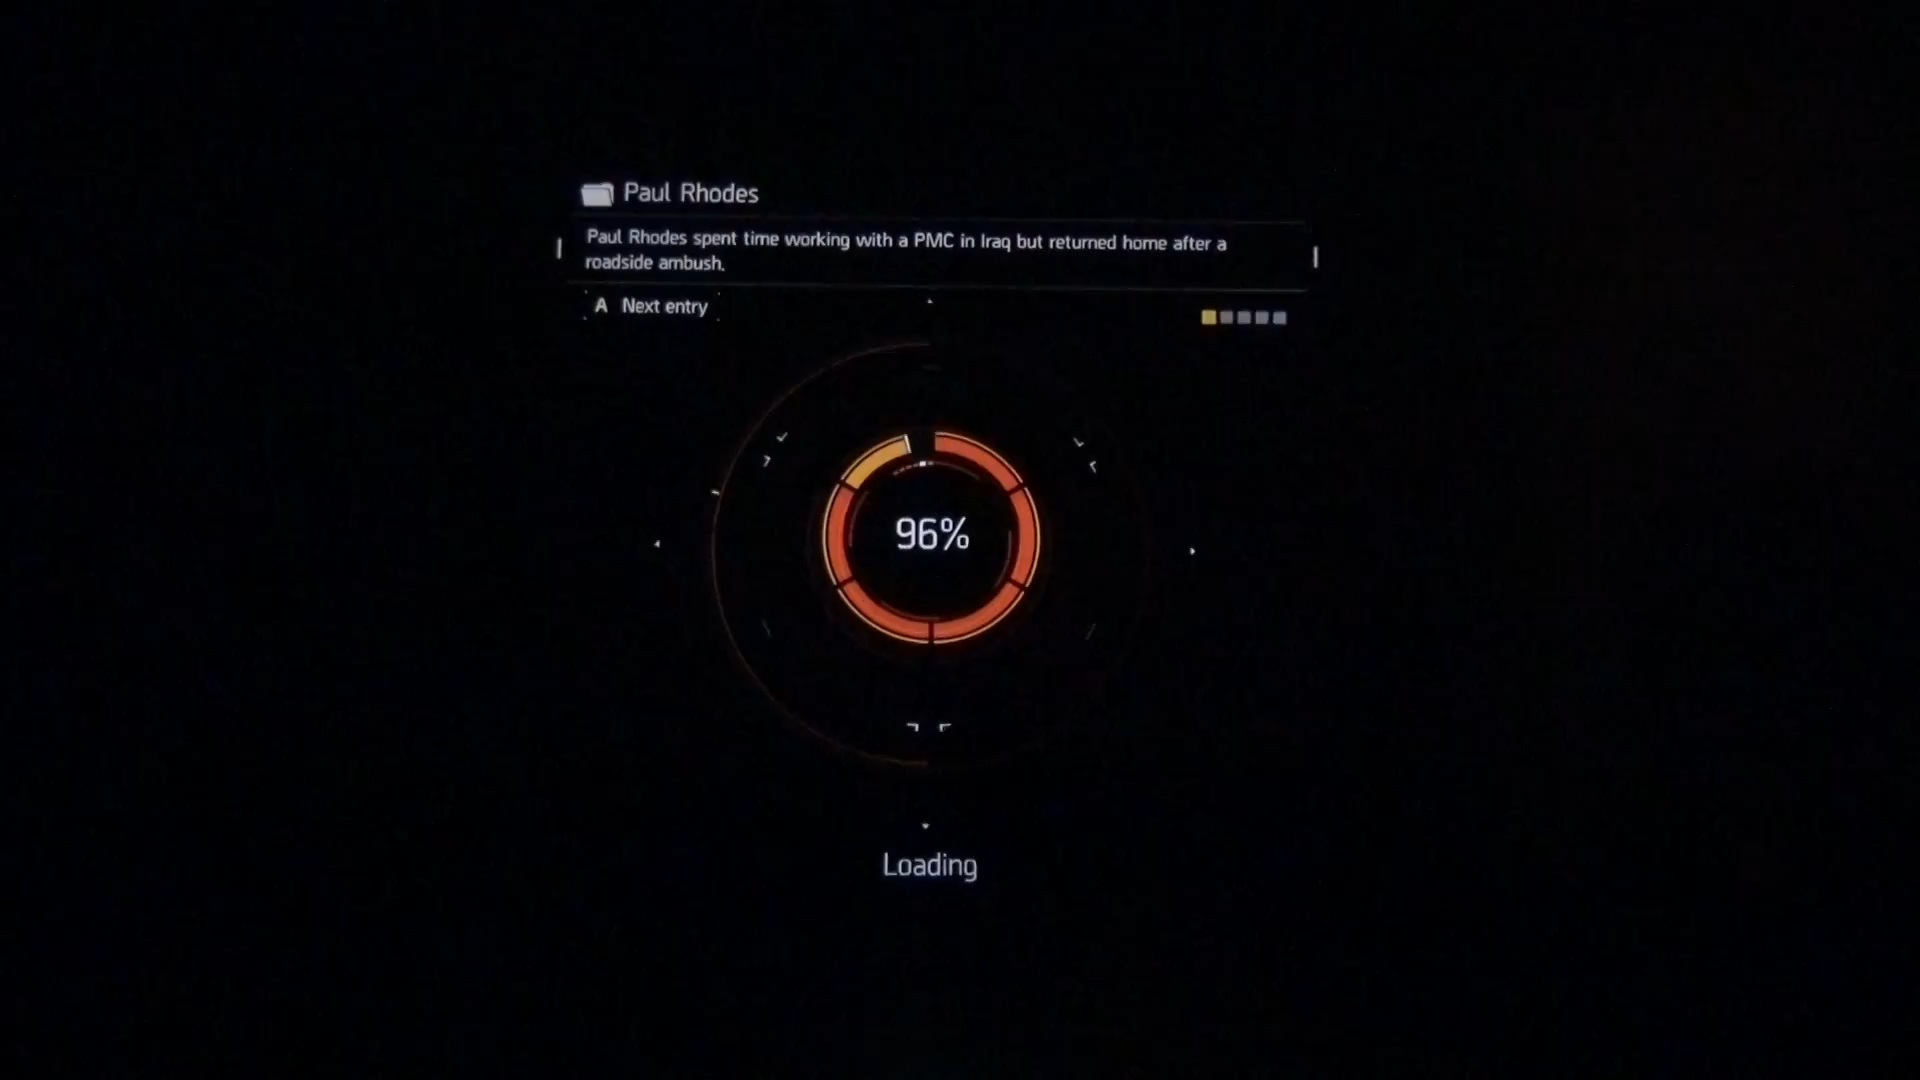 Paul Rhodes
Paul Rhodes spent time working with a PMC in Iraq but returned home after a
roadside ambush.
A Next entry
96%
Loading